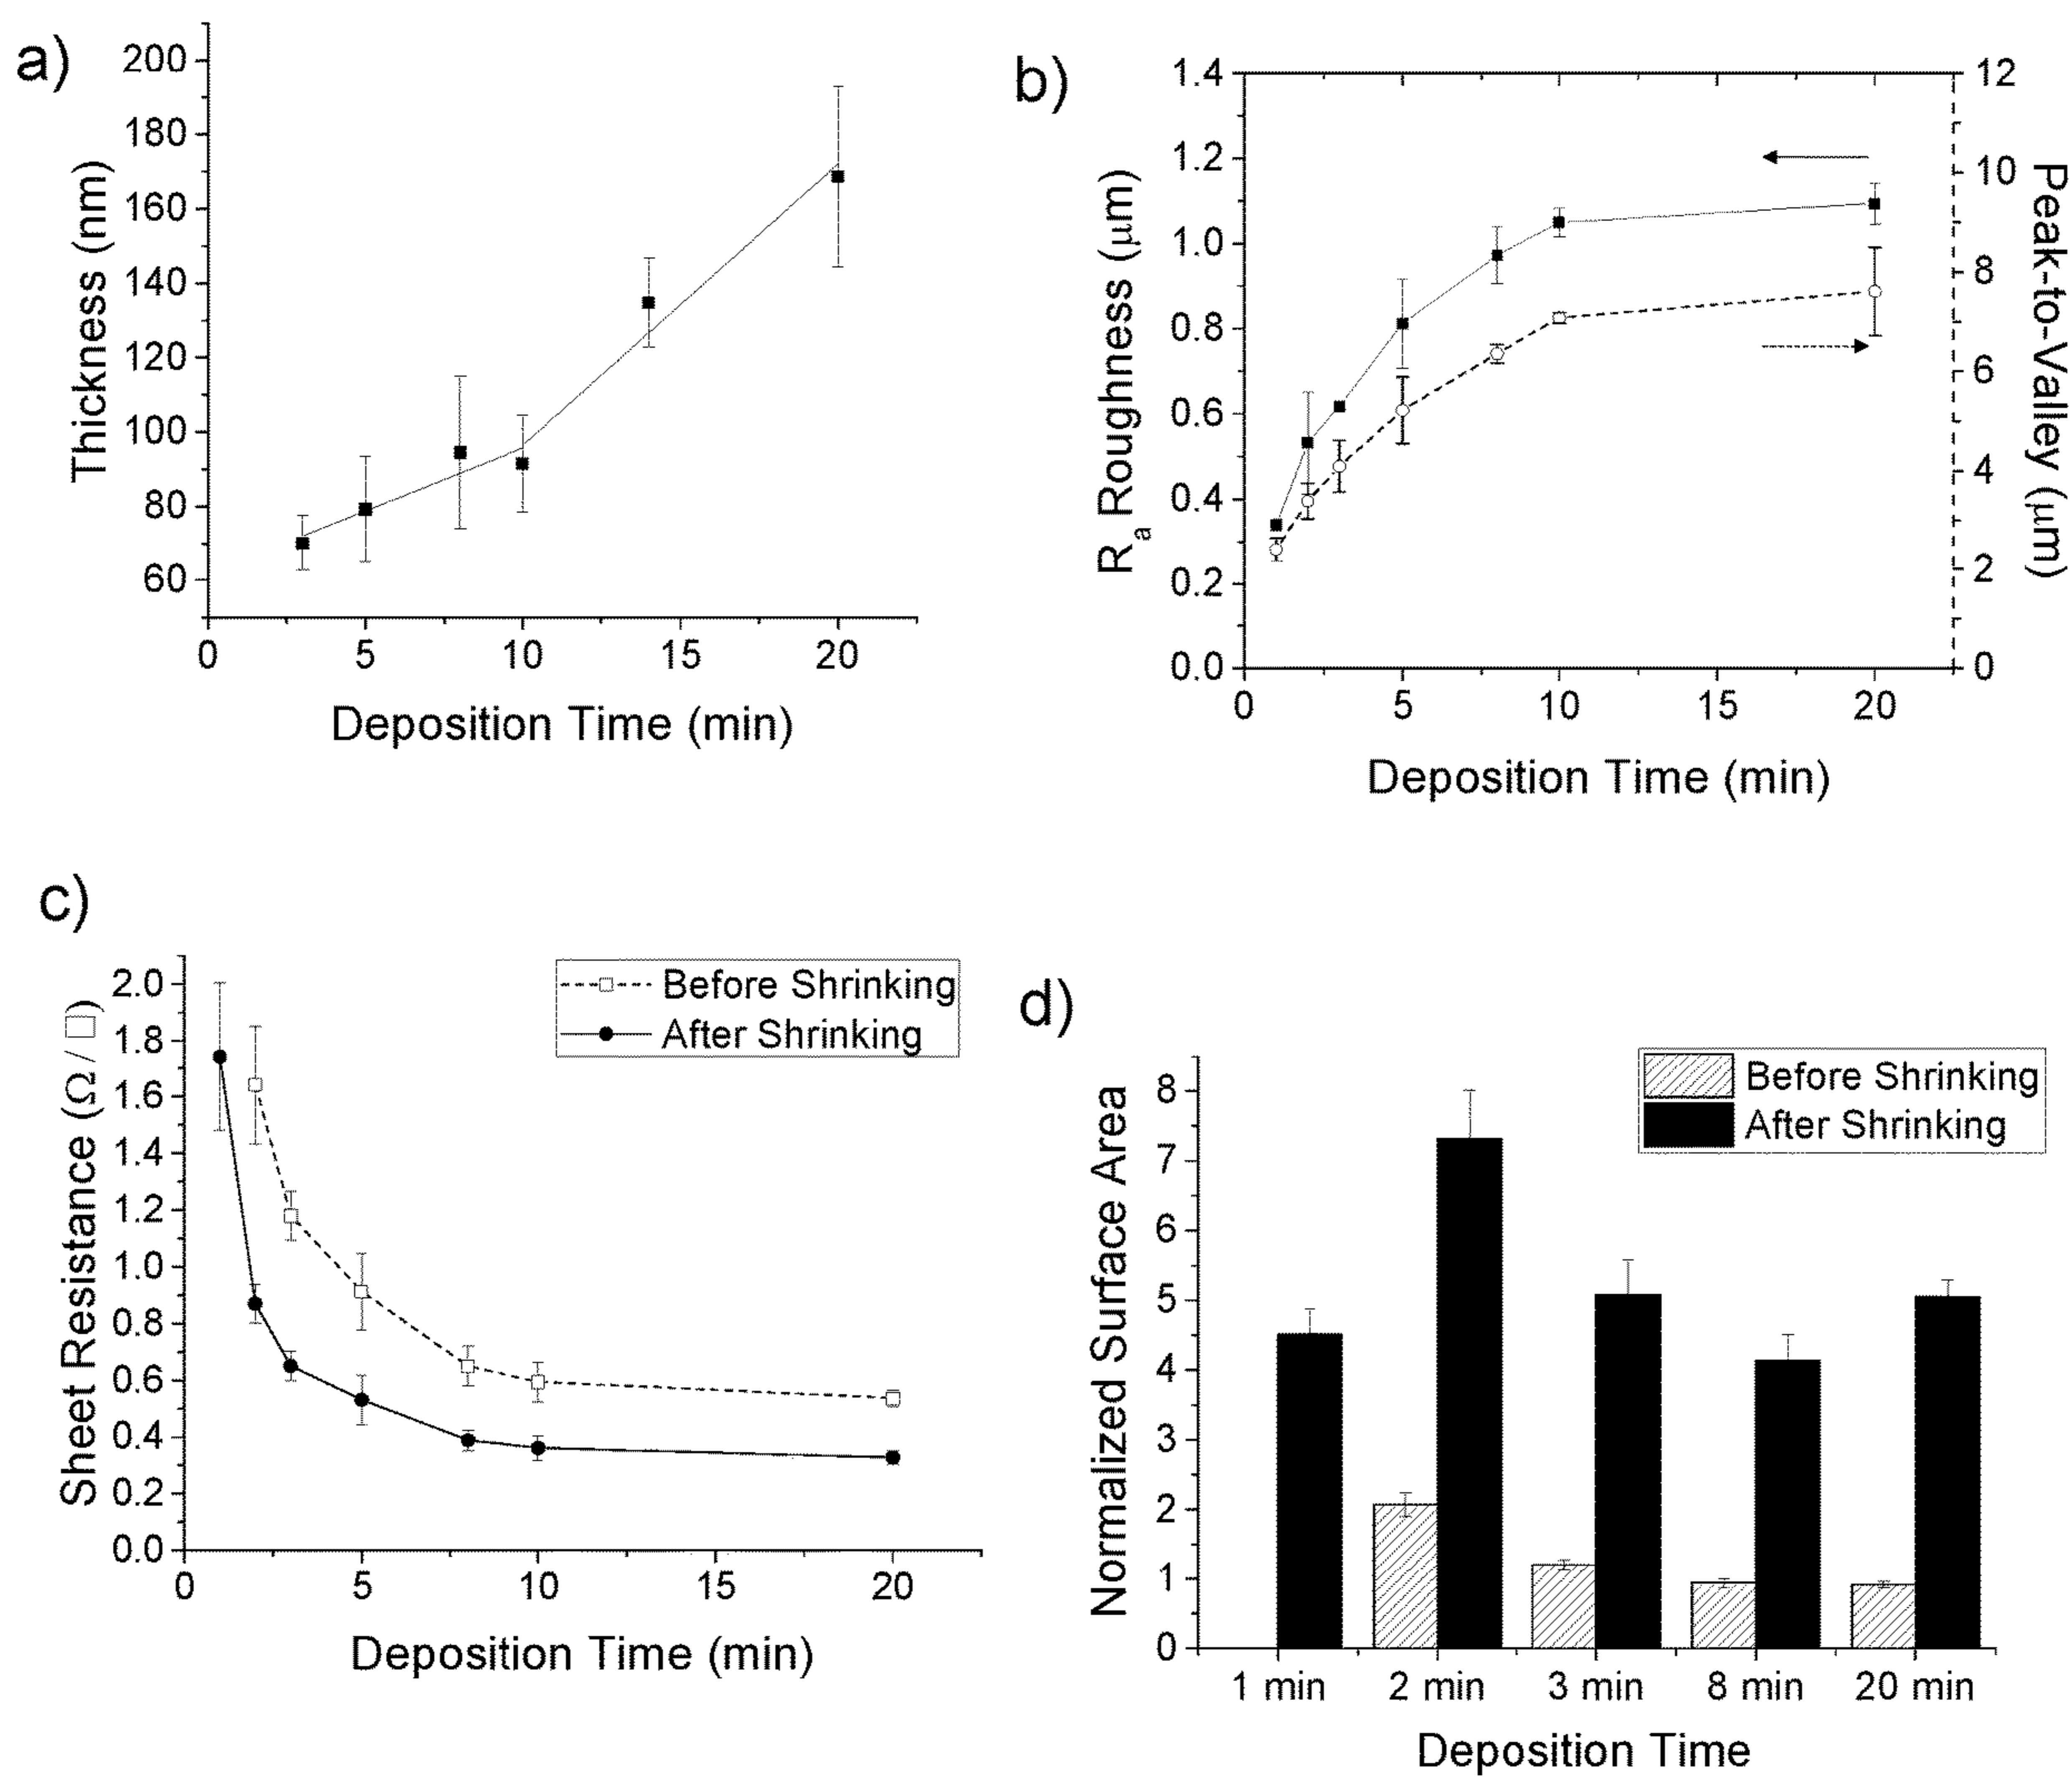 a)
200
180
160
140
120
100
80
60
Thickness (nm)
0 5 10 15 20
Deposition Time (min)
b)
1.4
1.2
1.0
0.8
0.6
0.4
0.2
0.0
Ra Roughness (μm)
12
10
8
6
4
2
0
Peak-to-Valley (μm)
0 5 10 15 20
Deposition Time (min)
c)
Before Shrinking
After Shrinking
2.0
1.8
1.6
1.4
1.2
1.0
0.8
0.6
0.4
0.2
0.0
Sheet Resistance (Ω / □)
0 5 10 15 20
Deposition Time (min)
d)
Before Shrinking
After Shrinking
8
7
6
5
4
3
2
1
0
Normalized Surface Area
1 min 2 min 3 min 8 min 20 min
Deposition Time